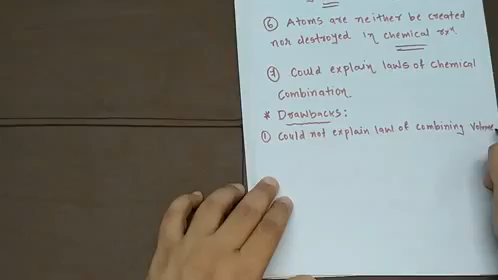 ⑥ Atoms are neither be created
nor destroyed in chemical rxⁿ.
⑦ Could explain laws of chemical
Combination.
* Drawbacks:
① Could not explain law of combining